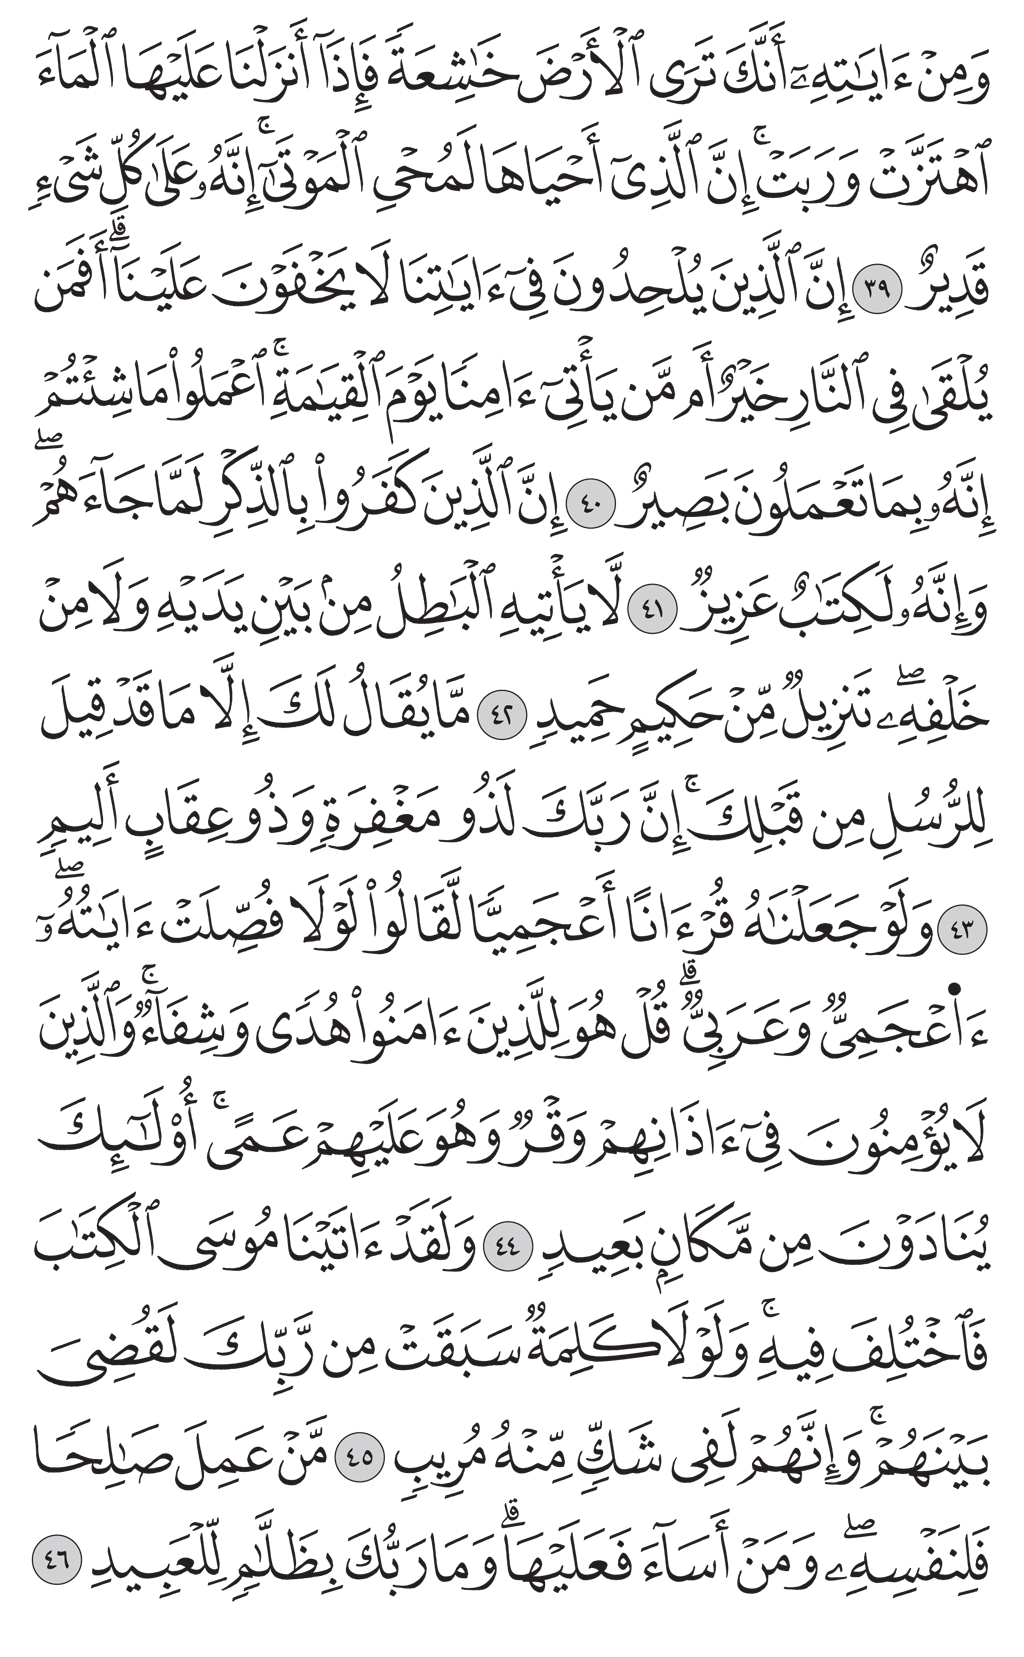 وَمِنْ ءَايَٰتِهِۦٓ أَنَّكَ تَرَى ٱلْأَرْضَ خَٰشِعَةً فَإِذَآ أَنزَلْنَا عَلَيْهَا ٱلْمَآءَ
ٱهْتَزَّتْ وَرَبَتْ ۚ إِنَّ ٱلَّذِىٓ أَحْيَاهَا لَمُحْىِ ٱلْمَوْتَىٰٓ ۚ إِنَّهُۥ عَلَىٰ كُلِّ شَىْءٍ
قَدِيرٌ ٣٩ إِنَّ ٱلَّذِينَ يُلْحِدُونَ فِىٓ ءَايَٰتِنَا لَا يَخْفَوْنَ عَلَيْنَآ ۗ أَفَمَن
يُلْقَىٰ فِى ٱلنَّارِ خَيْرٌ أَم مَّن يَأْتِىٓ ءَامِنًا يَوْمَ ٱلْقِيَٰمَةِ ۚ ٱعْمَلُوا۟ مَا شِئْتُمْ
إِنَّهُۥ بِمَا تَعْمَلُونَ بَصِيرٌ ٤٠ إِنَّ ٱلَّذِينَ كَفَرُوا۟ بِٱلذِّكْرِ لَمَّا جَآءَهُمْ ۖ
وَإِنَّهُۥ لَكِتَٰبٌ عَزِيزٌ ٤١ لَّا يَأْتِيهِ ٱلْبَٰطِلُ مِنۢ بَيْنِ يَدَيْهِ وَلَا مِنْ
خَلْفِهِۦ ۖ تَنزِيلٌ مِّنْ حَكِيمٍ حَمِيدٍ ٤٢ مَّا يُقَالُ لَكَ إِلَّا مَا قَدْ قِيلَ
لِلرُّسُلِ مِن قَبْلِكَ ۚ إِنَّ رَبَّكَ لَذُو مَغْفِرَةٍ وَذُو عِقَابٍ أَلِيمٍ
٤٣ وَلَوْ جَعَلْنَٰهُ قُرْءَانًا أَعْجَمِيًّا لَّقَالُوا۟ لَوْلَا فُصِّلَتْ ءَايَٰتُهُۥٓ ۖ
ءَا۬عْجَمِىٌّ وَعَرَبِىٌّ ۗ قُلْ هُوَ لِلَّذِينَ ءَامَنُوا۟ هُدًى وَشِفَآءٌ ۚ وَٱلَّذِينَ
لَا يُؤْمِنُونَ فِىٓ ءَاذَانِهِمْ وَقْرٌ وَهُوَ عَلَيْهِمْ عَمًى ۚ أُو۟لَٰٓئِكَ
يُنَادَوْنَ مِن مَّكَانٍۭ بَعِيدٍ ٤٤ وَلَقَدْ ءَاتَيْنَا مُوسَى ٱلْكِتَٰبَ
فَٱخْتُلِفَ فِيهِ ۚ وَلَوْلَا كَلِمَةٌ سَبَقَتْ مِن رَّبِّكَ لَقُضِىَ
بَيْنَهُمْ ۚ وَإِنَّهُمْ لَفِى شَكٍّ مِّنْهُ مُرِيبٍ ٤٥ مَّنْ عَمِلَ صَٰلِحًا
فَلِنَفْسِهِۦ ۖ وَمَنْ أَسَآءَ فَعَلَيْهَا ۗ وَمَا رَبُّكَ بِظَلَّٰمٍ لِّلْعَبِيدِ ٤٦